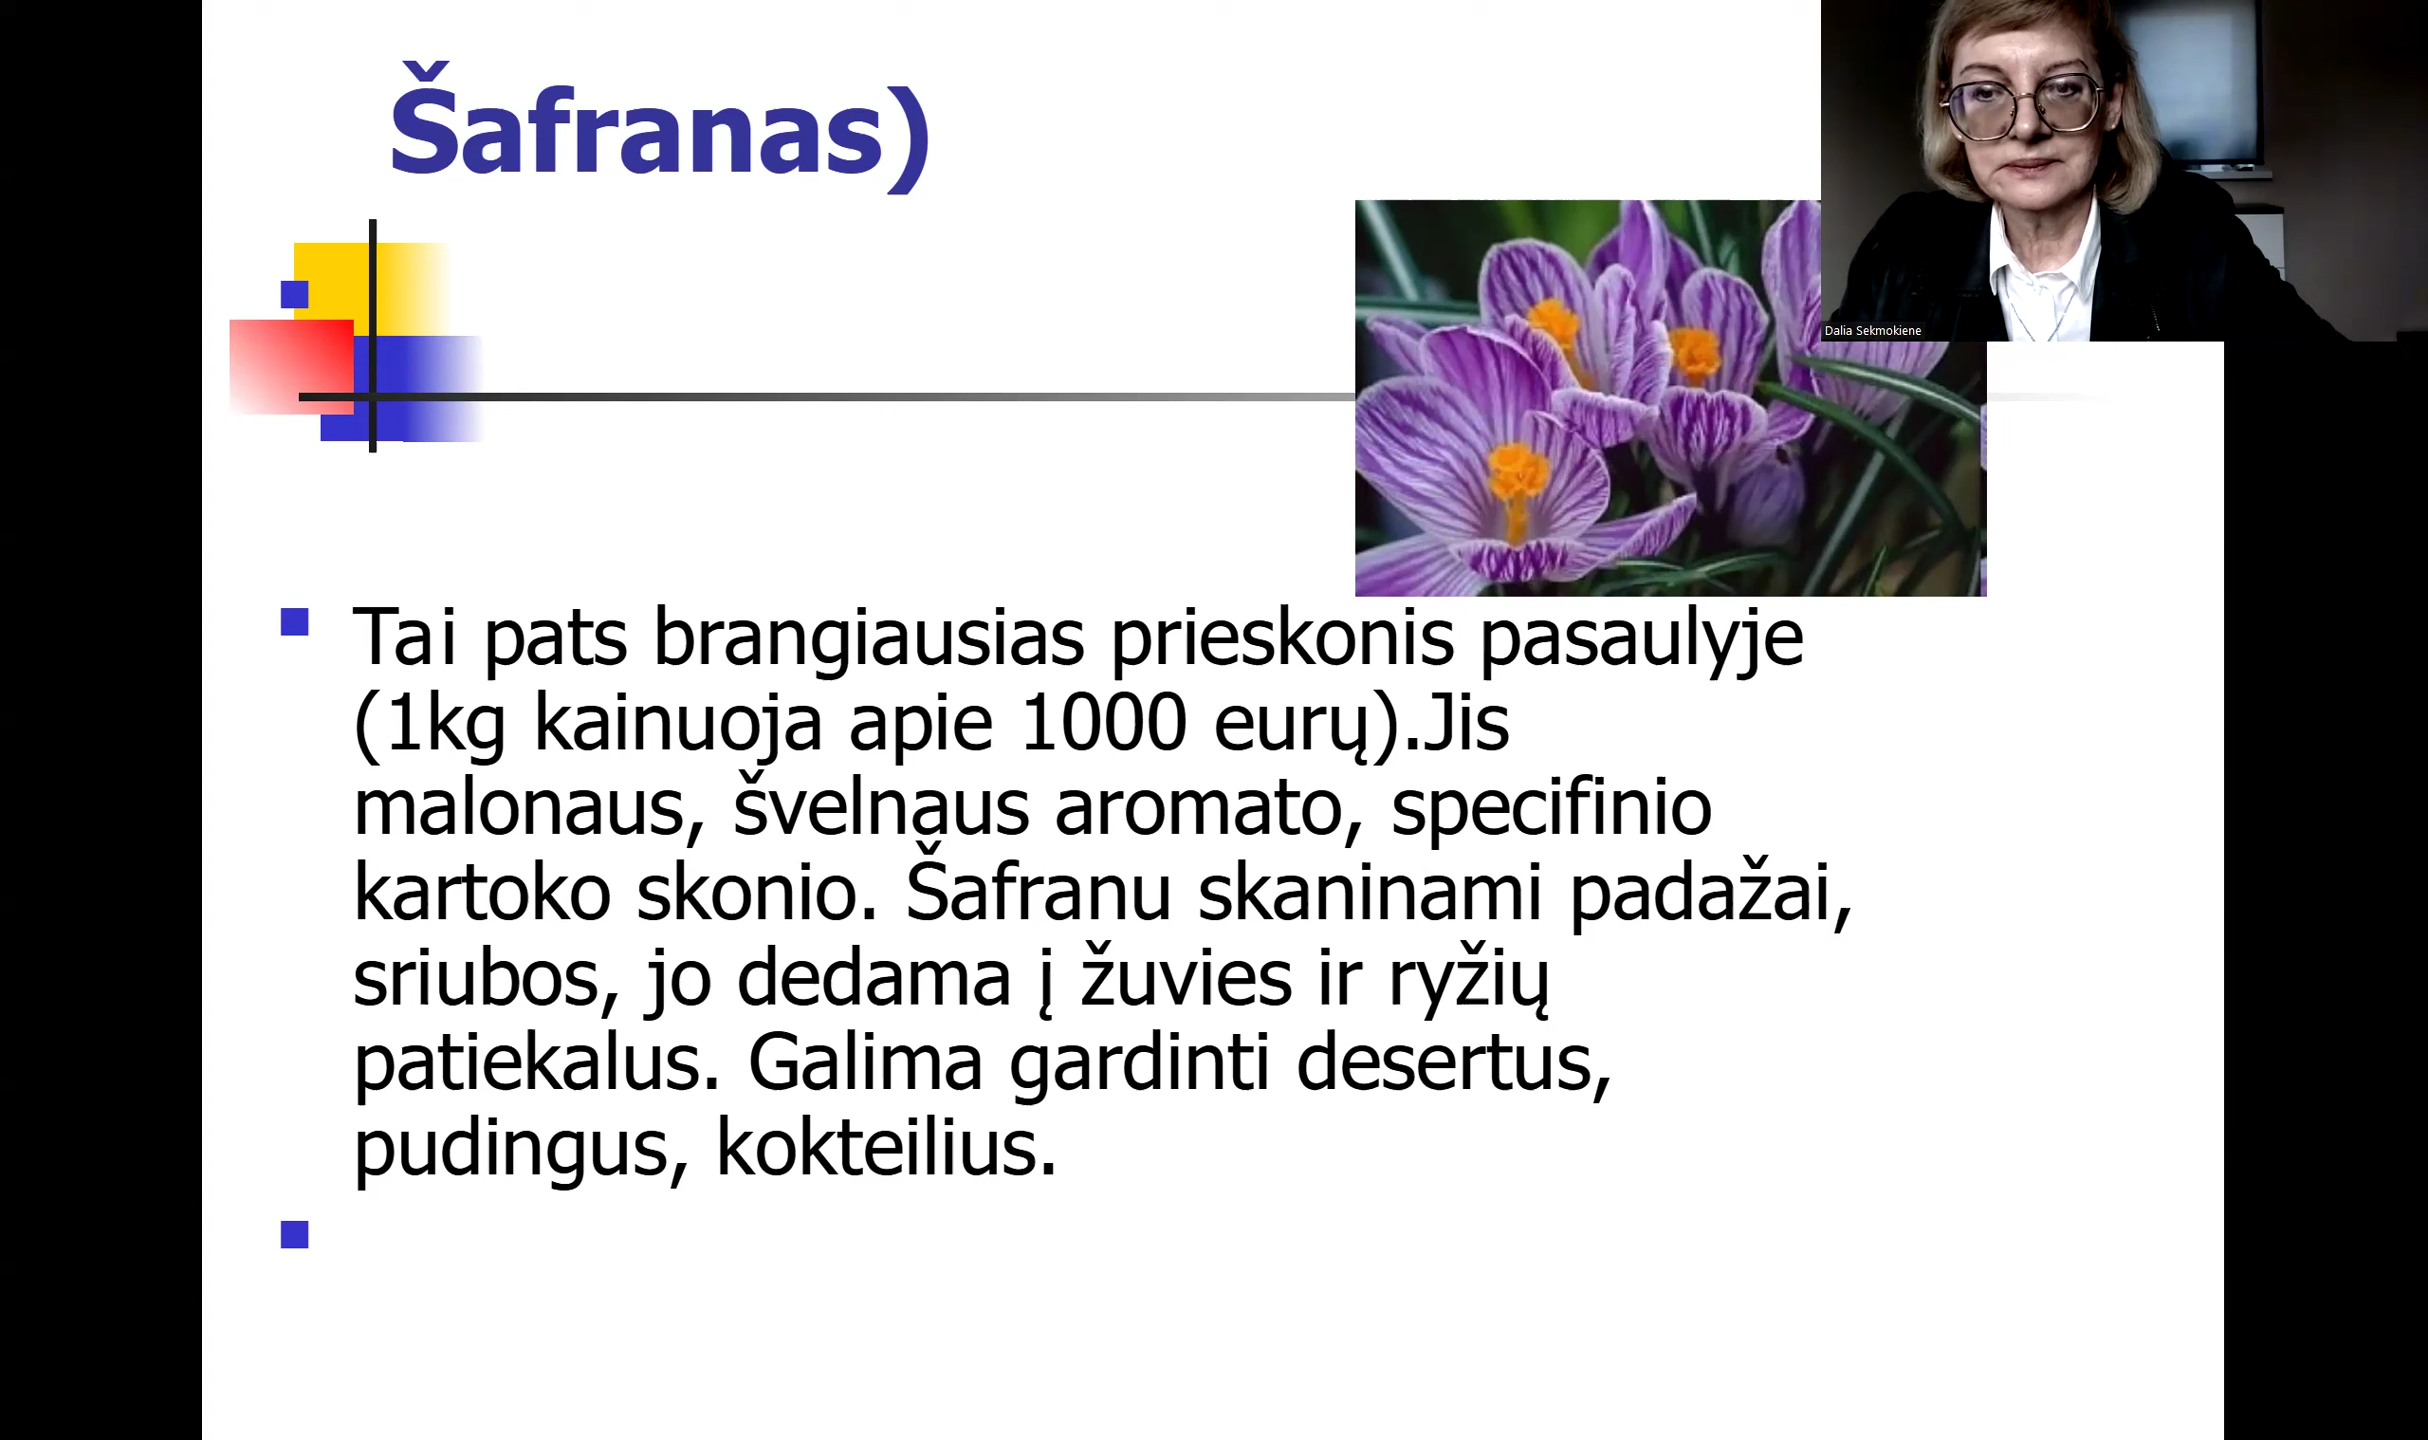 Šafranas)
Dalia Sekmokiene
Tai pats brangiausias prieskonis pasaulyje
(1kg kainuoja apie 1000 eurų).Jis
malonaus, švelnaus aromato, specifinio
kartoko skonio. Šafranu skaninami padažai,
sriubos, jo dedama į žuvies ir ryžių
patiekalus. Galima gardinti desertus,
pudingus, kokteilius.